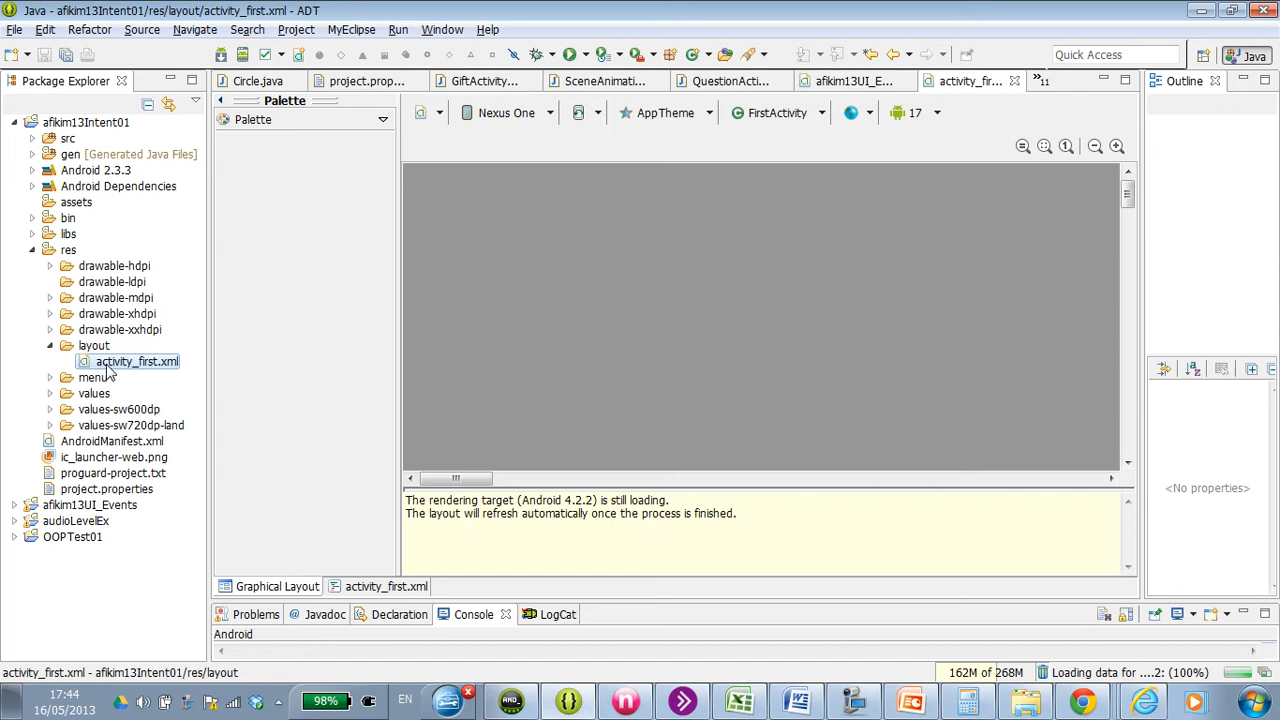 Java - afikim13Intent01/res/layout/activity_first.xml - ADT
File Edit Refactor Source Navigate Search Project MyEclipse Run Window Help
Quick Access
Java
Package Explorer
Circle.java project.prop... GiftActivity.... SceneAnimati... QuestionActi... afikim13UI_E... activity_fir... »11
Outline
Palette
Palette
Nexus One AppTheme FirstActivity 17
afikim13Intent01
src
gen [Generated Java Files]
Android 2.3.3
Android Dependencies
assets
bin
libs
res
drawable-hdpi
drawable-ldpi
drawable-mdpi
drawable-xhdpi
drawable-xxhdpi
layout
activity_first.xml
menu
values
values-sw600dp
values-sw720dp-land
AndroidManifest.xml
ic_launcher-web.png
proguard-project.txt
project.properties
afikim13UI_Events
audioLevelEx
OOPTest01
<No properties>
The rendering target (Android 4.2.2) is still loading.
The layout will refresh automatically once the process is finished.
Graphical Layout activity_first.xml
Problems @ Javadoc Declaration Console LogCat
Android
activity_first.xml - afikim13Intent01/res/layout
162M of 268M
Loading data for ....2: (100%)
17:44
16/05/2013
98%
EN